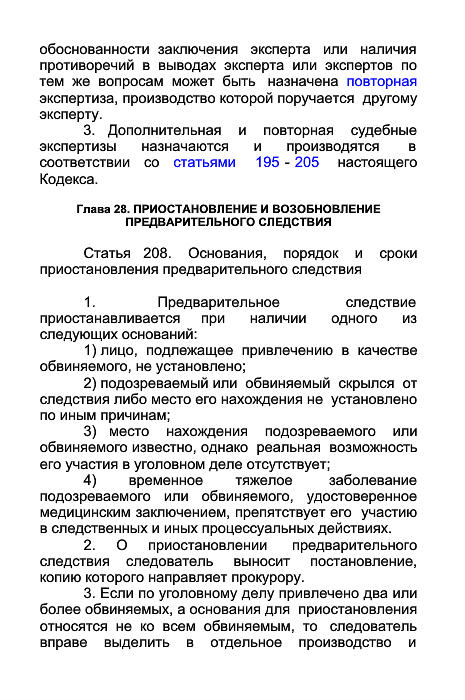 обоснованности заключения эксперта или наличия
противоречий в выводах эксперта или экспертов по
тем же вопросам может быть назначена повторная
экспертиза, производство которой поручается другому
эксперту.
3. Дополнительная и повторная судебные
экспертизы назначаются и производятся в
соответствии со статьями 195 - 205 настоящего
Кодекса.
Глава 28. ПРИОСТАНОВЛЕНИЕ И ВОЗОБНОВЛЕНИЕ
ПРЕДВАРИТЕЛЬНОГО СЛЕДСТВИЯ
Статья 208. Основания, порядок и сроки
приостановления предварительного следствия
1. Предварительное следствие
приостанавливается при наличии одного из
следующих оснований:
1) лицо, подлежащее привлечению в качестве
обвиняемого, не установлено;
2) подозреваемый или обвиняемый скрылся от
следствия либо место его нахождения не установлено
по иным причинам;
3) место нахождения подозреваемого или
обвиняемого известно, однако реальная возможность
его участия в уголовном деле отсутствует;
4) временное тяжелое заболевание
подозреваемого или обвиняемого, удостоверенное
медицинским заключением, препятствует его участию
в следственных и иных процессуальных действиях.
2. О приостановлении предварительного
следствия следователь выносит постановление,
копию которого направляет прокурору.
3. Если по уголовному делу привлечено два или
более обвиняемых, а основания для приостановления
относятся не ко всем обвиняемым, то следователь
вправе выделить в отдельное производство и